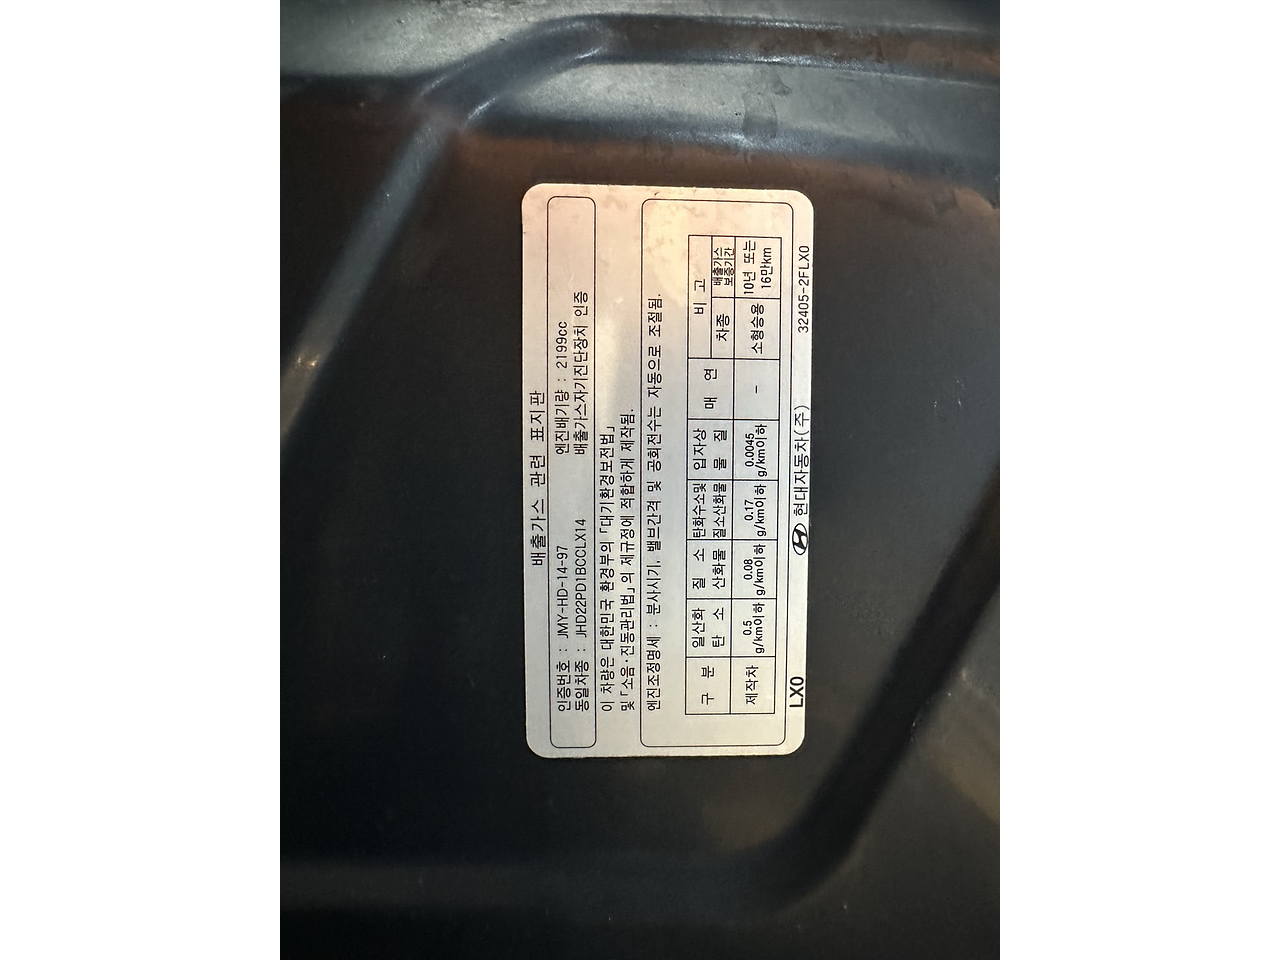 배출가스 관련 표지판
인증번호 : JMY-HD-14-97 엔진배기량 : 2199cc
동일차종 : JHD22PD1BCCLX14 배출가스자기진단장치 인증
이 차량은 대한민국 환경부의 「대기환경보전법」
및 「소음·진동관리법」의 제규정에 적합하게 제작됨.
엔진조정명세 : 분사시기, 밸브간격 및 공회전수는 자동으로 조절됨.
구 분 일산화 탄 소 질 소 산화물 탄화수소및 질소산화물 입자상 물 질 매 연 비 고
차종 배출가스 보증기간
제작차 0.5 g/km이하 0.08 g/km이하 0.17 g/km이하 0.0045 g/km이하 - 소형승용 10년 또는 16만km
LX0 현대자동차(주) 32405-2FLX0